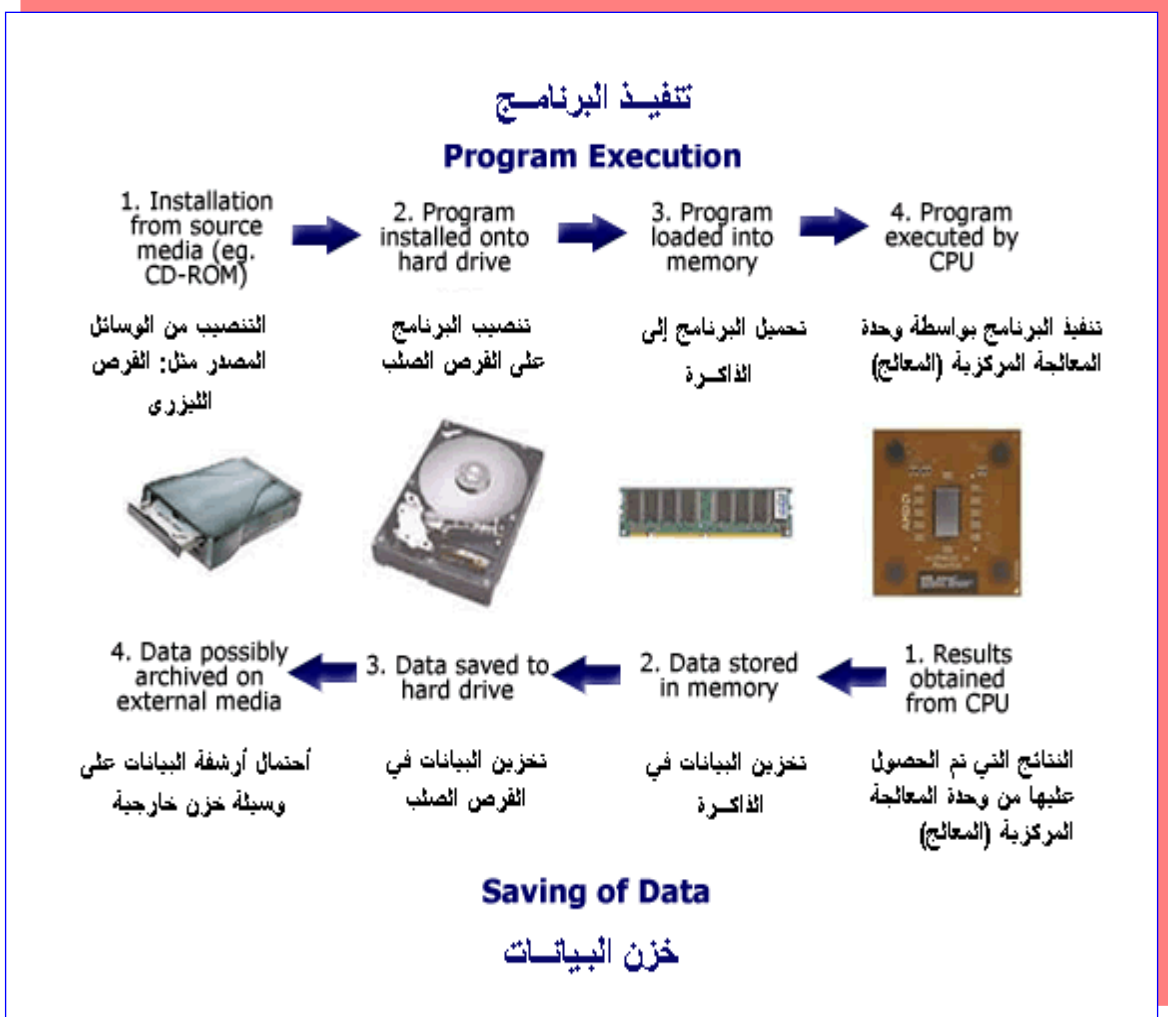 تنفيــذ البرنامــج
Program Execution
1. Installation
from source
media (eg.
CD-ROM)
2. Program
installed onto
hard drive
3. Program
loaded into
memory
4. Program
executed by
CPU
التنصيب من الوسائل
المصدر مثل: القرص
الليزري
تنصيب البرنامج
على القرص الصلب
تحميل البرنامج إلى
الذاكــرة
تنفيذ البرنامج بواسطة وحدة
المعالجة المركزية (المعالج)
AMD
4. Data possibly
archived on
external media
3. Data saved to
hard drive
2. Data stored
in memory
1. Results
obtained
from CPU
أحتمال أرشفة البيانات على
وسيلة خزن خارجية
تخزين البيانات في
القرص الصلب
تخزين البيانات في
الذاكــرة
النتائج التي تم الحصول
عليها من وحدة المعالجة
المركزية (المعالج)
Saving of Data
خزن البيانــات